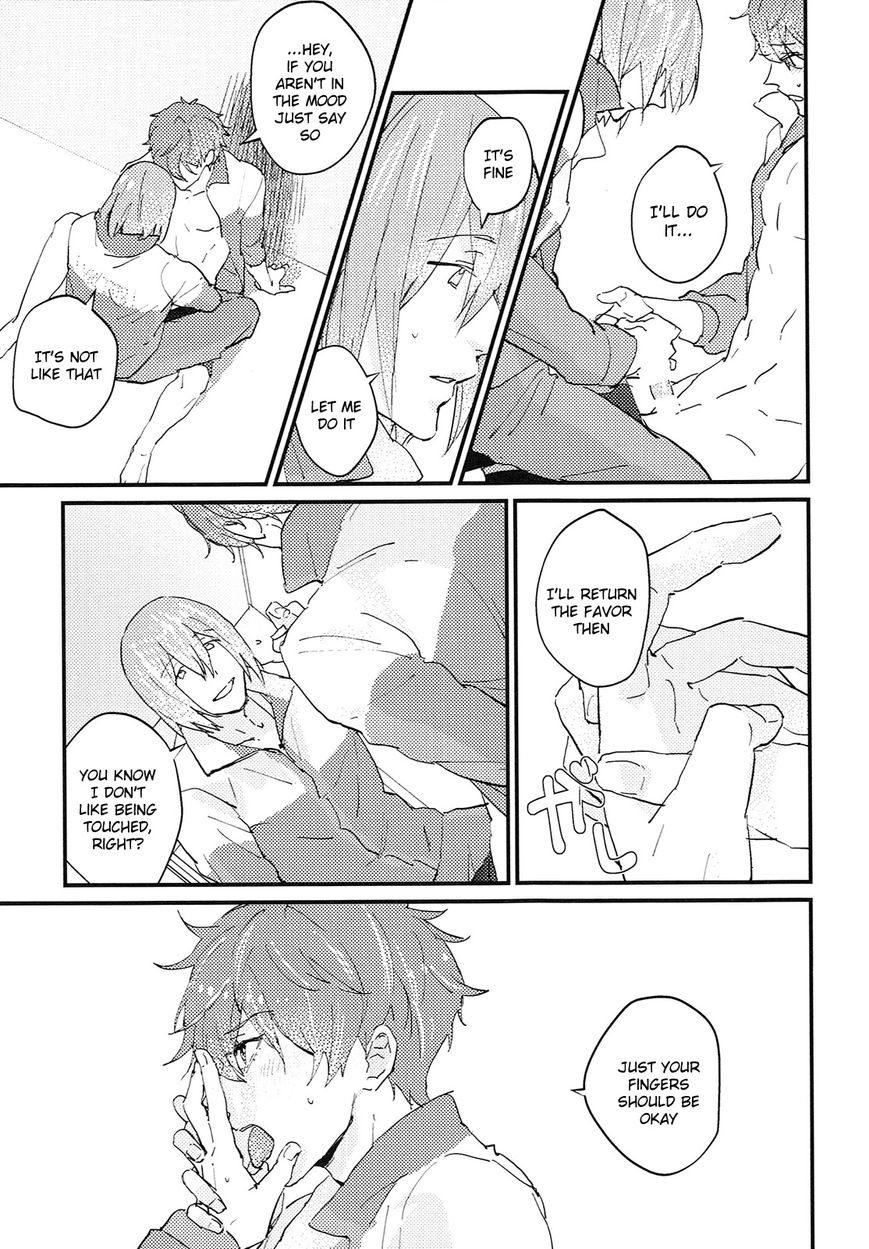 I'LL DO
IT...
IT'S
FINE
LET ME
DO IT
...HEY,
IF YOU
AREN'T IN
THE MOOD
JUST SAY
SO
IT'S NOT
LIKE THAT
I'LL RETURN
THE FAVOR
THEN
ガシ
YOU KNOW
I DON'T
LIKE BEING
TOUCHED,
RIGHT?
JUST YOUR
FINGERS
SHOULD BE
OKAY